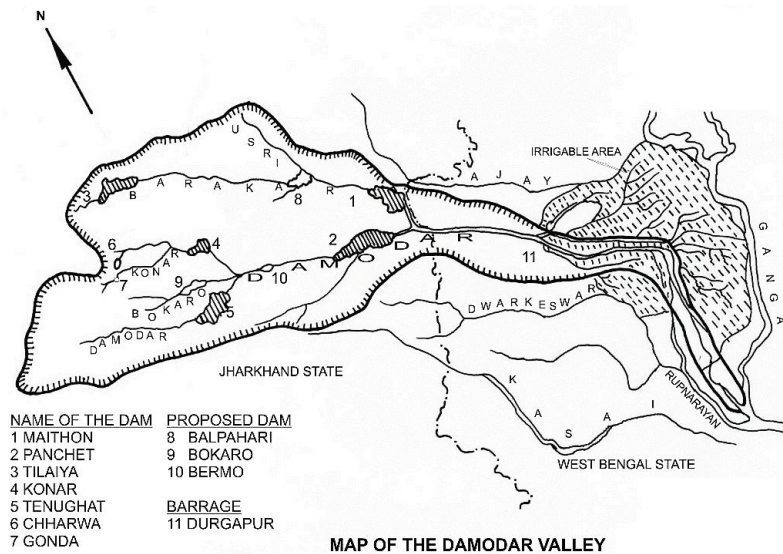 N
USRI
IRRIGABLE AREA
AJAY
BARAKAR
3
8
1
GANGA
6
4
2
KONAR
DAMODAR
7
7
9
10
11
BOKARO
5
DWARKESWAR
DAMODAR
JHARKHAND STATE
KASAI
RUPNARAYAN
WEST BENGAL STATE
NAME OF THE DAM
1 MAITHON
2 PANCHET
3 TILAIYA
4 KONAR
5 TENUGHAT
6 CHHARWA
7 GONDA
PROPOSED DAM
8 BALPAHARI
9 BOKARO
10 BERMO
BARRAGE
11 DURGAPUR
MAP OF THE DAMODAR VALLEY